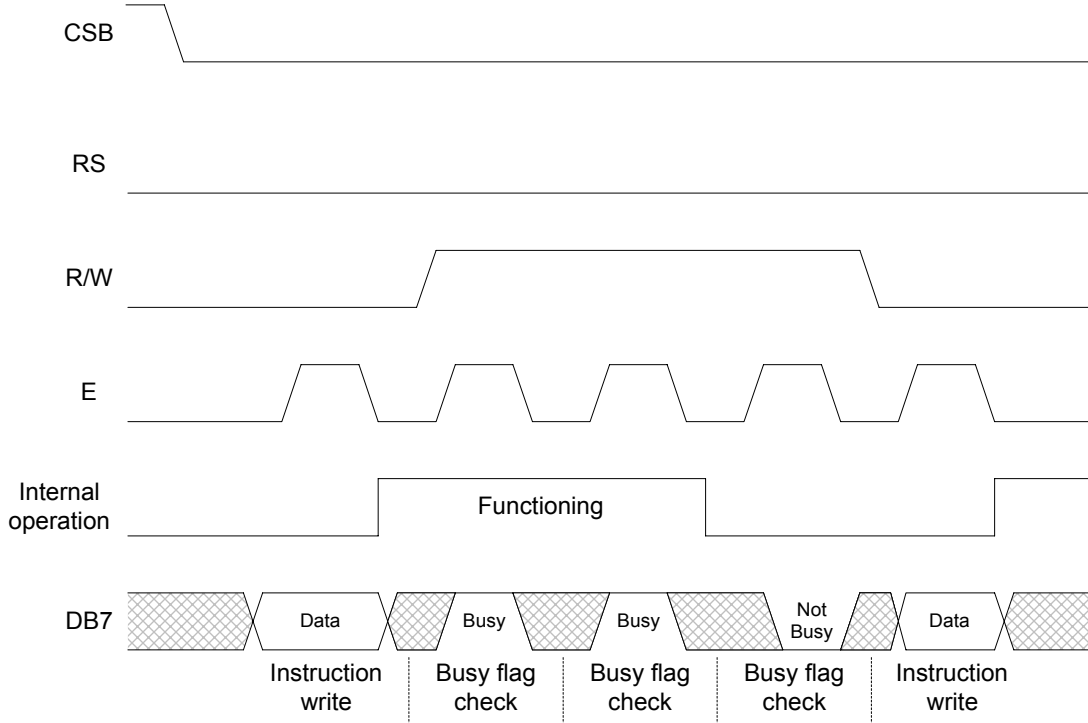 CSB
RS
R/W
E
Internal
operation
Functioning
DB7
Data
Busy
Busy
Not
Busy
Data
Instruction
write
Busy flag
check
Busy flag
check
Busy flag
check
Instruction
write